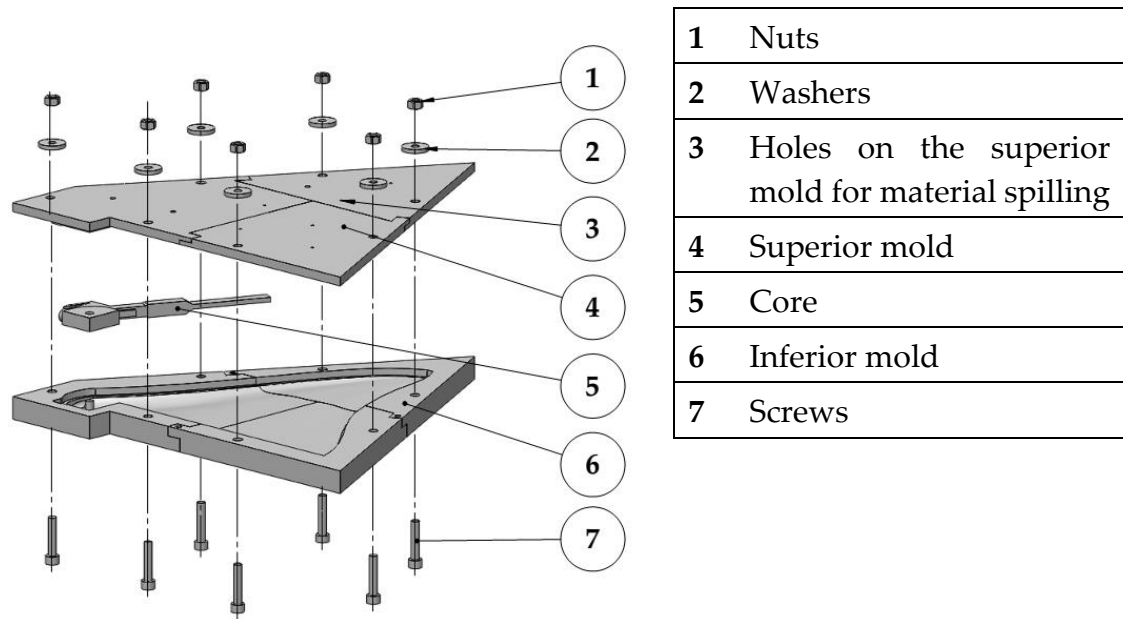 1
2
3
4
5
6
7
1 Nuts
2 Washers
3 Holes on the superior
mold for material spilling
4 Superior mold
5 Core
6 Inferior mold
7 Screws